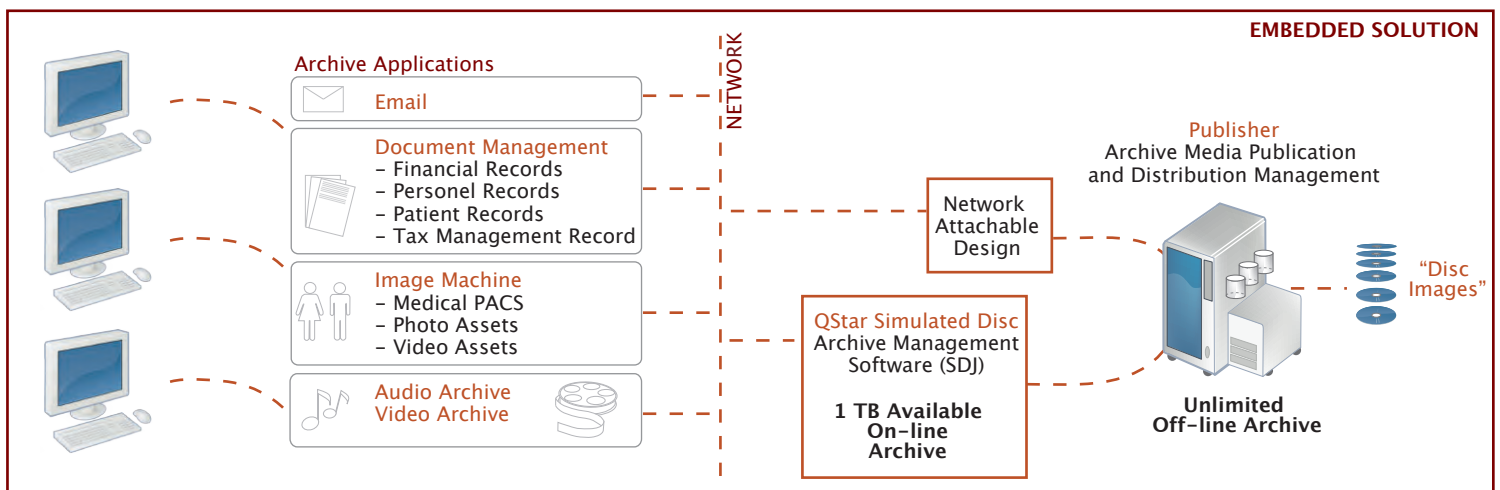 EMBEDDED SOLUTION
Archive Applications
Email
Document Management
– Financial Records
– Personel Records
– Patient Records
– Tax Management Record
Image Machine
– Medical PACS
– Photo Assets
– Video Assets
Audio Archive
Video Archive
NETWORK
Network
Attachable
Design
QStar Simulated Disc
Archive Management
Software (SDJ)
1 TB Available
On–line
Archive
Publisher
Archive Media Publication
and Distribution Management
Unlimited
Off–line Archive
“Disc
Images”